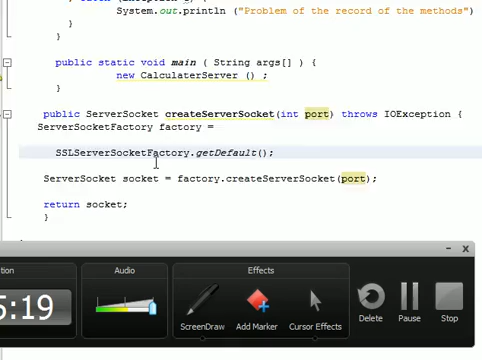 System.out.println ("Problem of the record of the methods")
}
}
public static void main ( String args[] ) {
new CalculaterServer () ;
}
public ServerSocket createServerSocket(int port) throws IOException {
ServerSocketFactory factory =
SSLServerSocketFactory.getDefault();
ServerSocket socket = factory.createServerSocket(port);
return socket;
}
tion
Audio
Effects
5:19
ScreenDraw
Add Marker
Cursor Effects
Delete
Pause
Stop